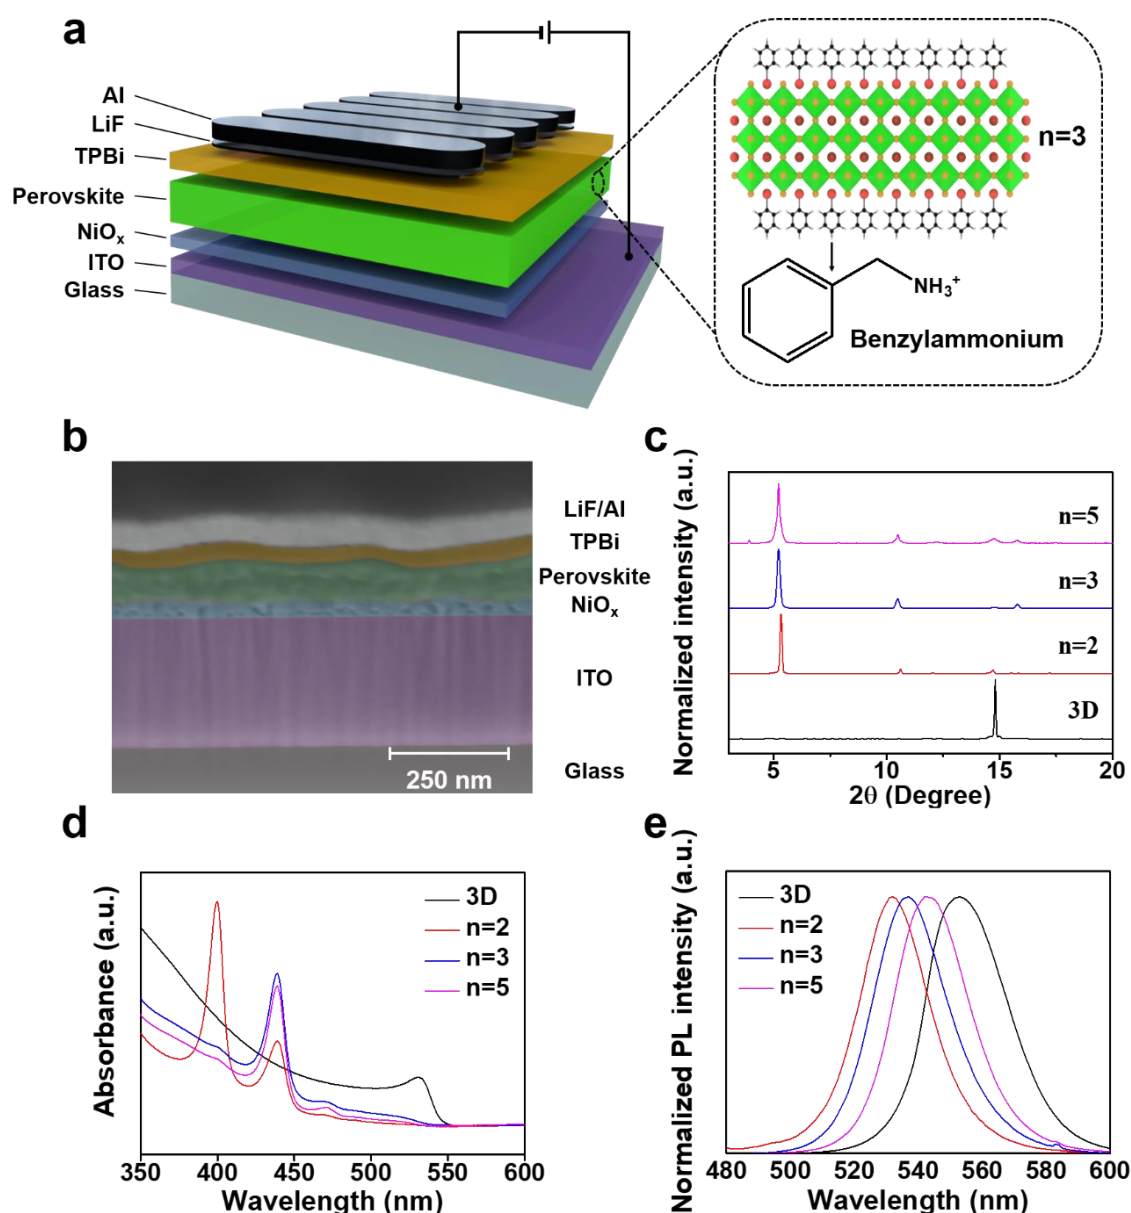 a
Al
LiF
TPBi
Perovskite
NiOx
ITO
Glass
n=3
NH3+
Benzylammonium
b
LiF/Al
TPBi
Perovskite
NiOx
ITO
250 nm
Glass
c
Normalized intensity (a.u.)
n=5
n=3
n=2
3D
5 10 15 20
2θ (Degree)
d
Absorbance (a.u.)
3D
n=2
n=3
n=5
350 400 450 500 550 600
Wavelength (nm)
e
Normalized PL intensity (a.u.)
3D
n=2
n=3
n=5
480 500 520 540 560 580 600
Wavelength (nm)